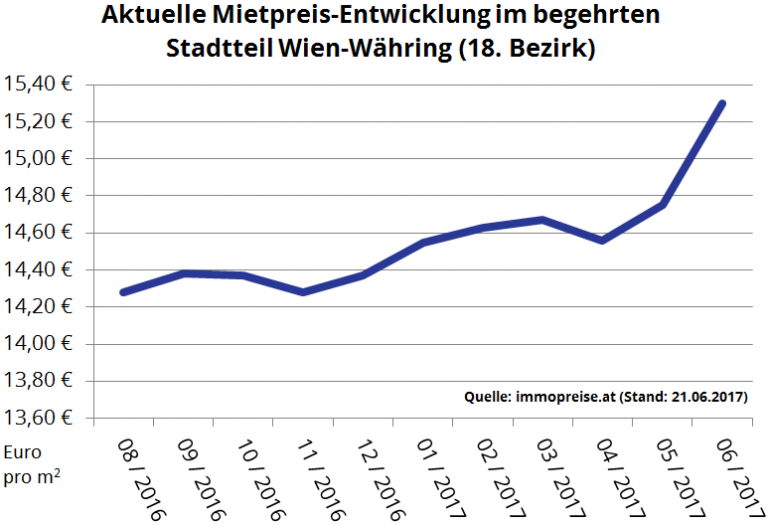 Aktuelle Mietpreis-Entwicklung im begehrten
Stadtteil Wien-Währing (18. Bezirk)
15,40 €
15,20 €
15,00 €
14,80 €
14,60 €
14,40 €
14,20 €
14,00 €
13,80 €
13,60 €
Quelle: immopreise.at (Stand: 21.06.2017)
Euro
pro m²
08 / 2016
09 / 2016
10 / 2016
11 / 2016
12 / 2016
01 / 2017
02 / 2017
03 / 2017
04 / 2017
05 / 2017
06 / 2017